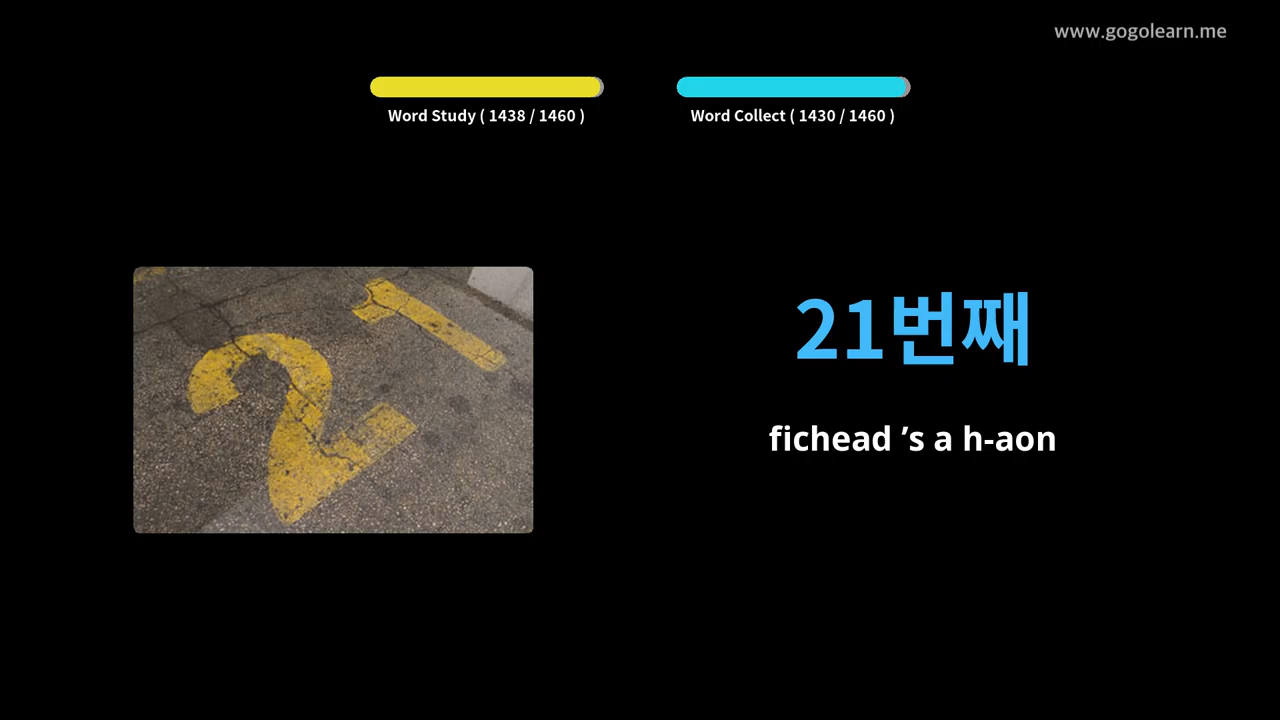 www.gogolearn.me
Word Study ( 1438 / 1460 )
Word Collect ( 1430 / 1460 )
21
21번째
fichead ’s a h-aon